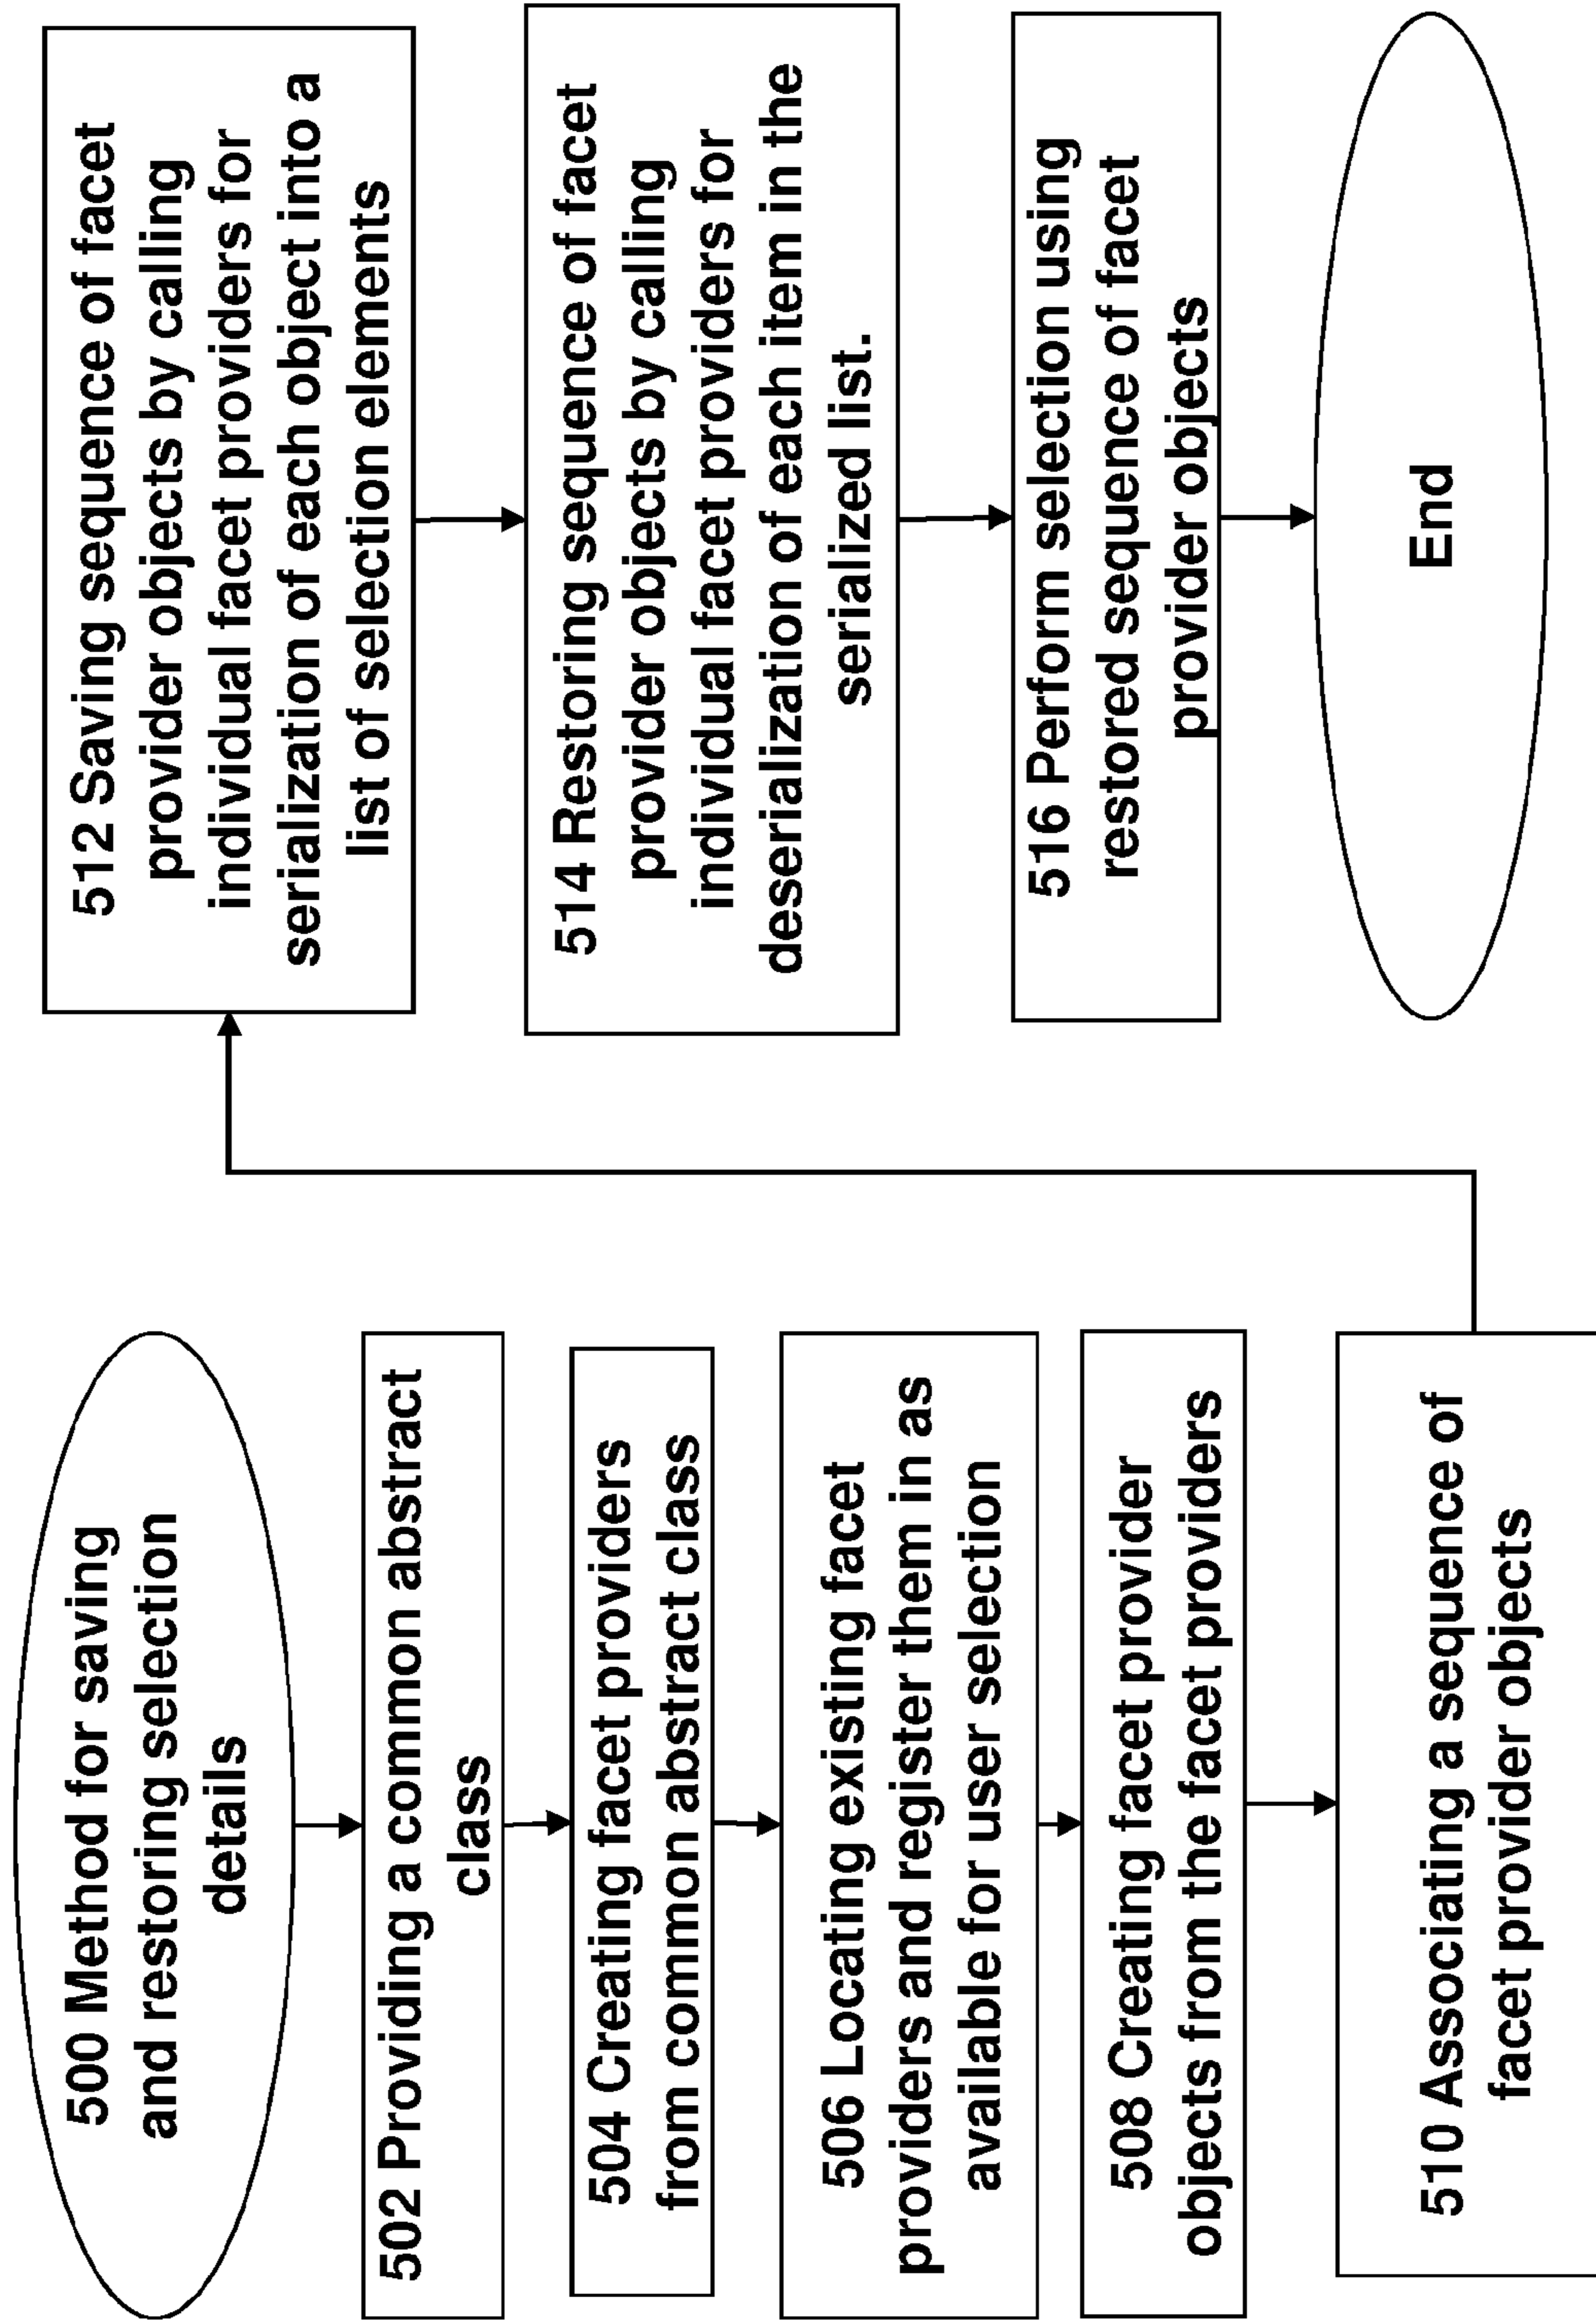 500 Method for saving
and restoring selection
details
502 Providing a common abstract
class
504 Creating facet providers
from common abstract class
506 Locating existing facet
providers and register them in as
available for user selection
508 Creating facet provider
objects from the facet providers
510 Associating a sequence of
facet provider objects
512 Saving sequence of facet
provider objects by calling
individual facet providers for
serialization of each object into a
list of selection elements
514 Restoring sequence of facet
provider objects by calling
individual facet providers for
deserialization of each item in the
serialized list.
516 Perform selection using
restored sequence of facet
provider objects
End